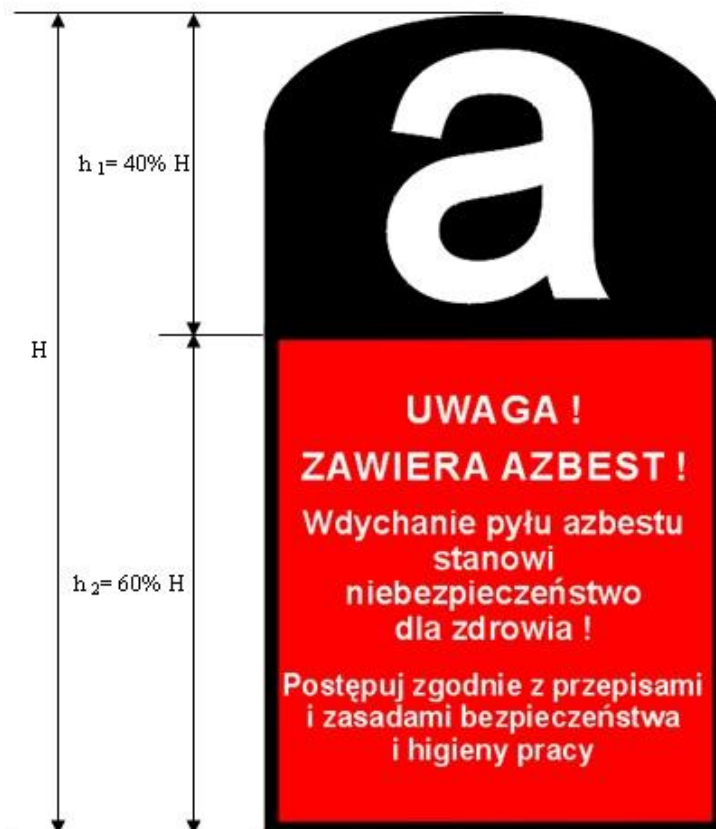 a
h 1= 40% H
H
UWAGA !
ZAWIERA AZBEST !
Wdychanie pyłu azbestu
stanowi
niebezpieczeństwo
dla zdrowia !
h 2= 60% H
Postępuj zgodnie z przepisami
i zasadami bezpieczeństwa
i higieny pracy